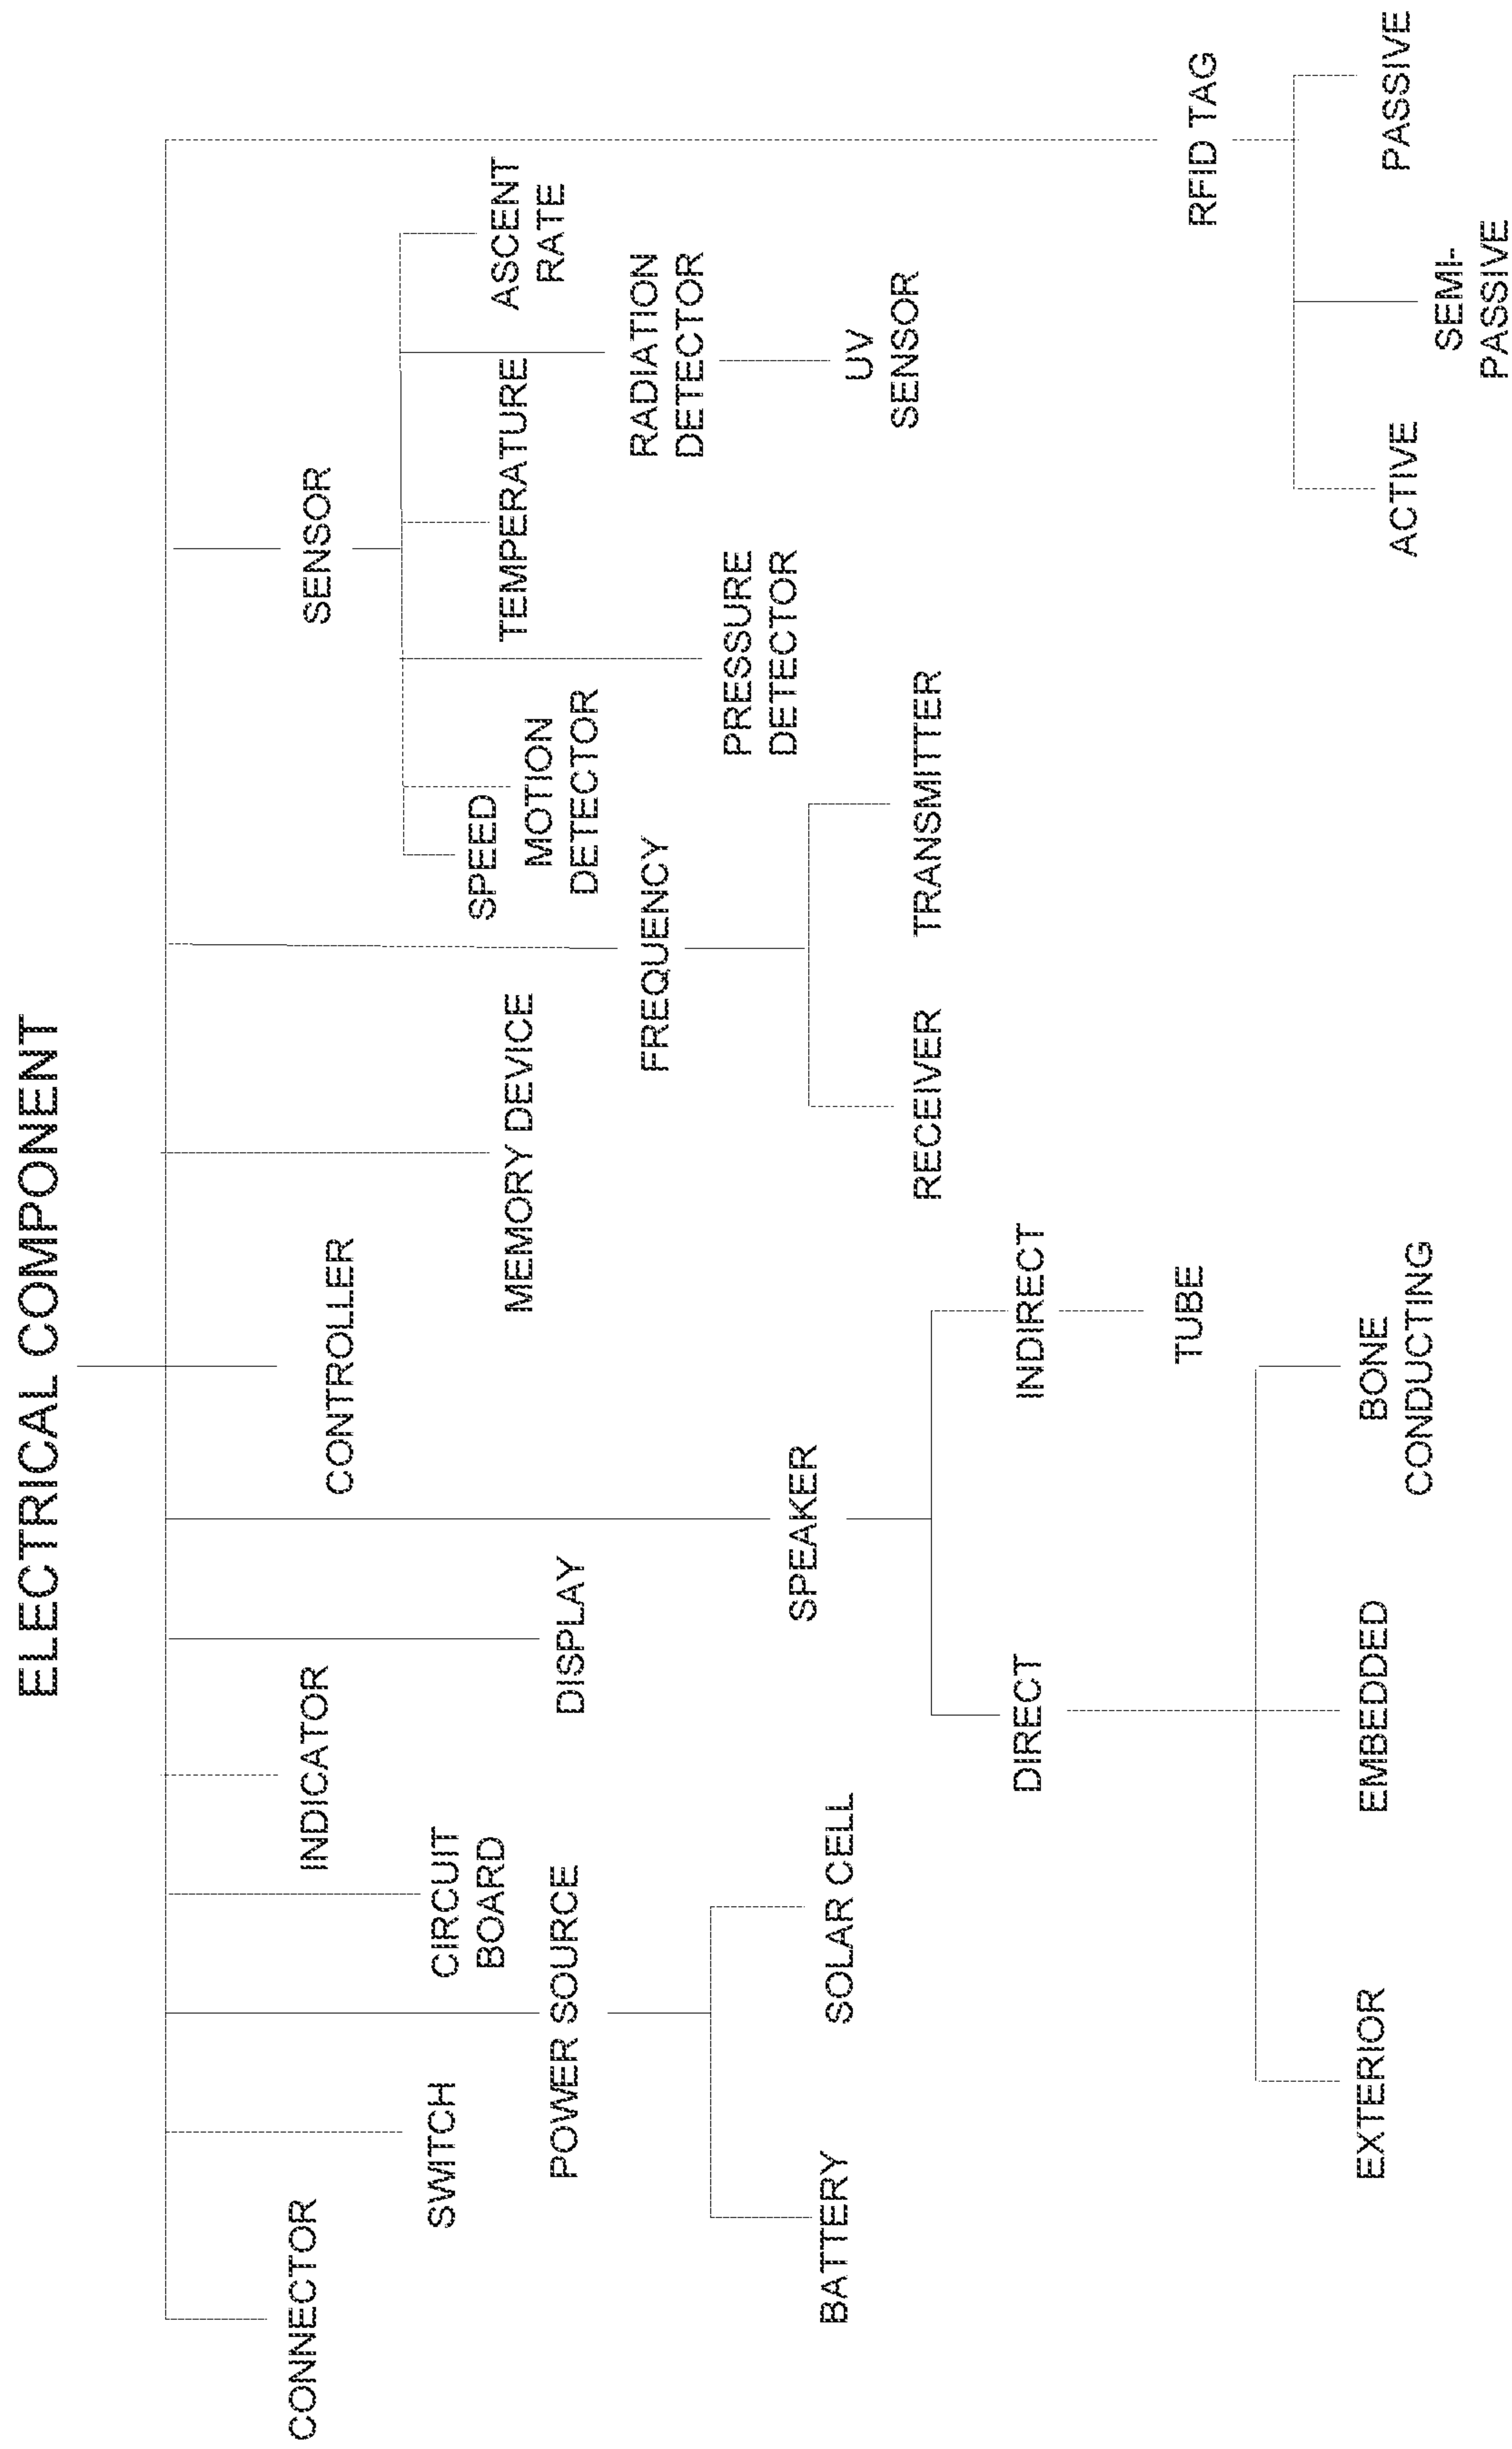 ELECTRICAL COMPONENT
CONNECTOR
SWITCH
POWER SOURCE
BATTERY
SOLAR CELL
CIRCUIT
BOARD
INDICATOR
DISPLAY
SPEAKER
DIRECT
EXTERIOR
EMBEDDED
BONE
CONDUCTING
INDIRECT
TUBE
CONTROLLER
MEMORY DEVICE
FREQUENCY
RECEIVER
TRANSMITTER
SENSOR
SPEED
MOTION
DETECTOR
PRESSURE
DETECTOR
TEMPERATURE
RADIATION
DETECTOR
UV
SENSOR
ASCENT
RATE
RFID TAG
ACTIVE
SEMI-
PASSIVE
PASSIVE